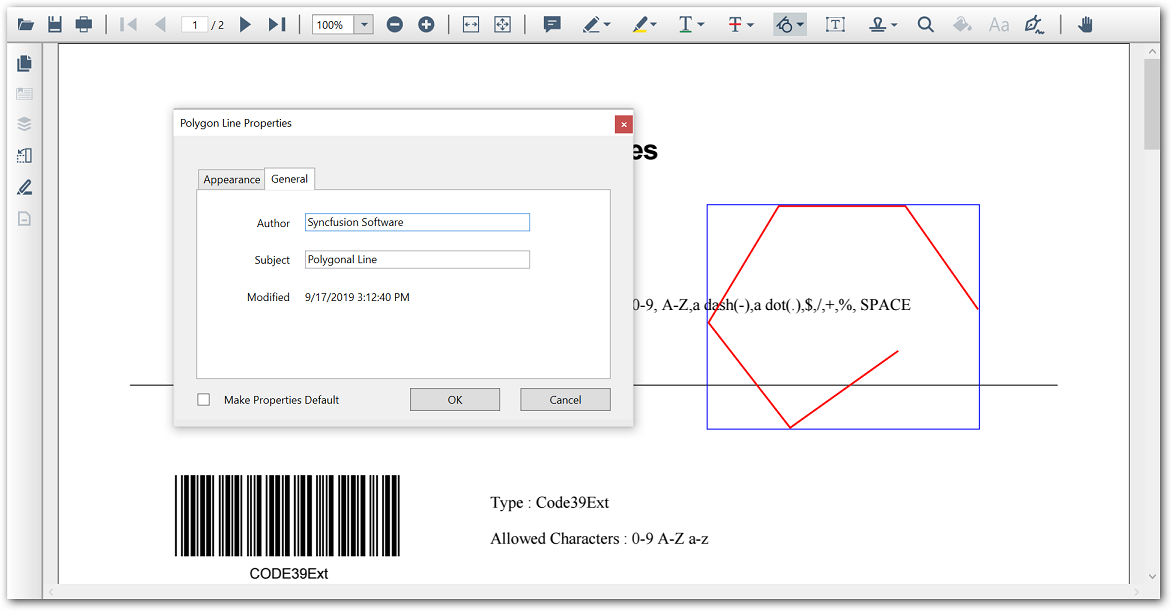 1 / 2 100% T T T Aa
Polygon Line Properties
es
Appearance General
Author Syncfusion Software
Subject Polygonal Line
Modified 9/17/2019 3:12:40 PM
0-9, A-Z,a dash(-),a dot(.),$,/,+,%, SPACE
Make Properties Default OK Cancel
Type : Code39Ext
Allowed Characters : 0-9 A-Z a-z
CODE39Ext